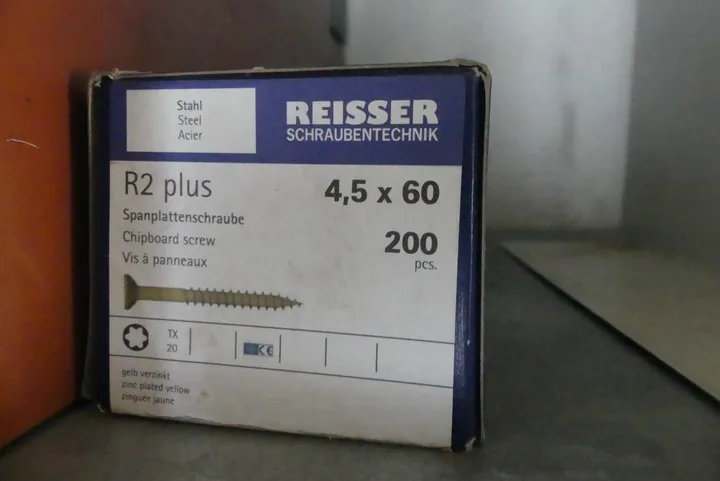 Stahl
Steel
Acier
REISSER
SCHRAUBENTECHNIK
R2 plus
4,5 x 60
Spanplattenschraube
Chipboard screw
Vis à panneaux
200
pcs.
TX
20
CE
gelb verzinkt
zinc plated yellow
zinguée jaune